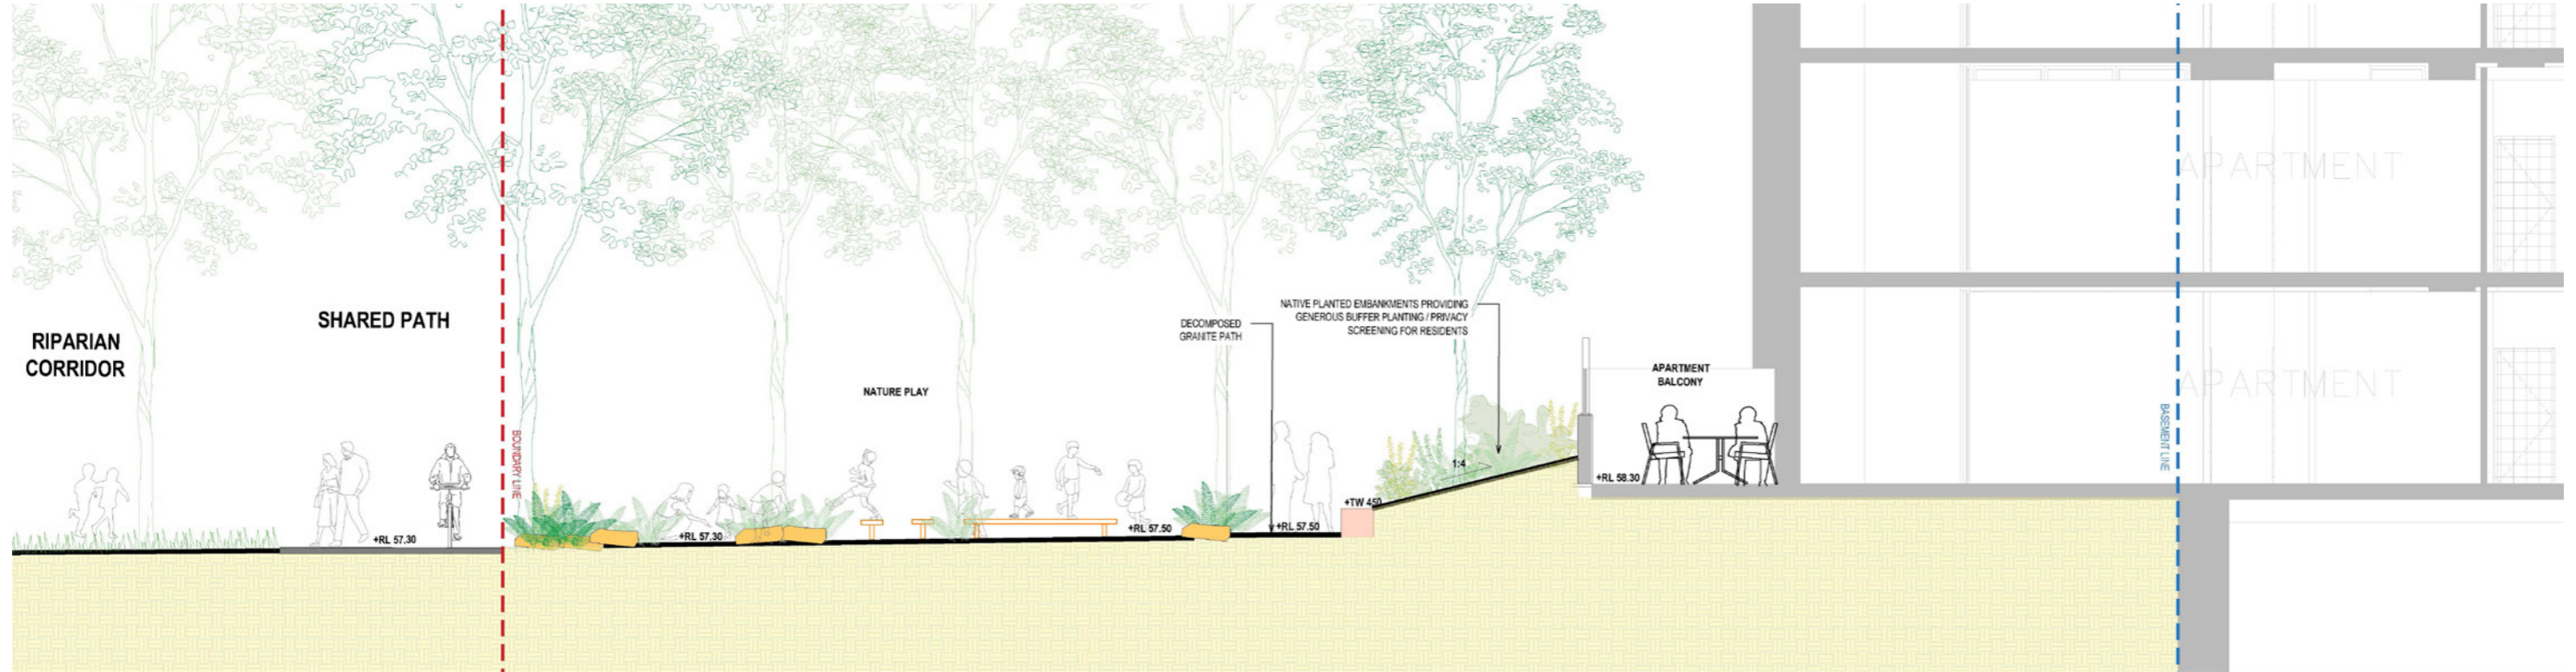 RIPARIAN
CORRIDOR
SHARED PATH
+RL 57.30
BOUNDARY LINE
+RL 57.30
NATURE PLAY
+RL 57.50
DECOMPOSED
GRANITE PATH
+RL 57.50
NATIVE PLANTED EMBANKMENTS PROVIDING
GENEROUS BUFFER PLANTING / PRIVACY
SCREENING FOR RESIDENTS
+TW 450
1:4
+RL 58.30
APARTMENT
BALCONY
APARTMENT
APARTMENT
BASEMENT LINE